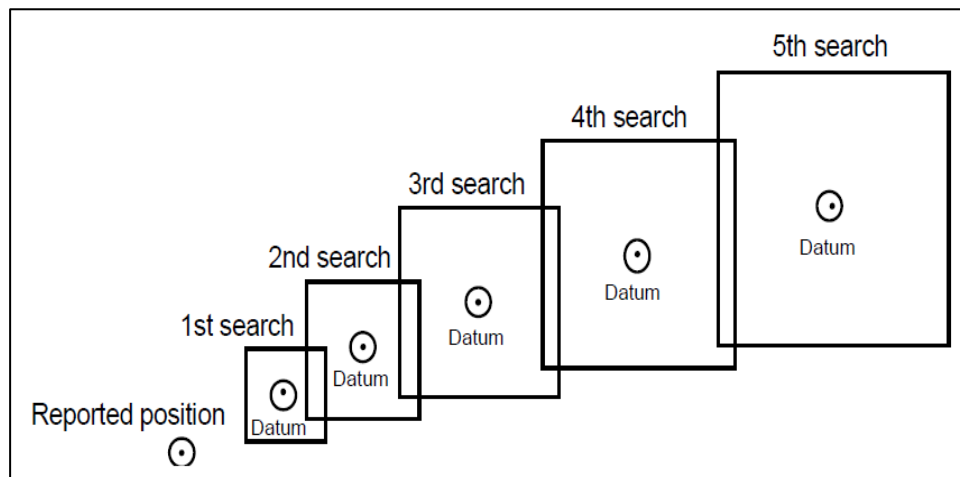 5th search
4th search
3rd search
2nd search
1st search
Reported position
Datum
Datum
Datum
Datum
Datum